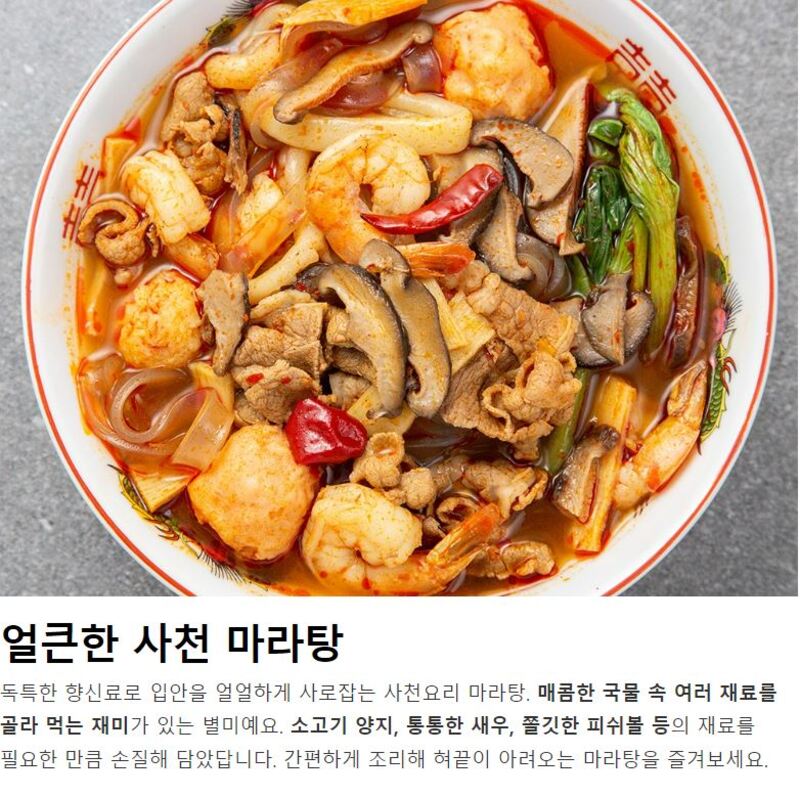 얼큰한 사천 마라탕
독특한 향신료로 입안을 얼얼하게 사로잡는 사천요리 마라탕. 매콤한 국물 속 여러 재료를
골라 먹는 재미가 있는 별미예요. 소고기 양지, 통통한 새우, 쫄깃한 피쉬볼 등의 재료를
필요한 만큼 손질해 담았답니다. 간편하게 조리해 혀끝이 아려오는 마라탕을 즐겨보세요.